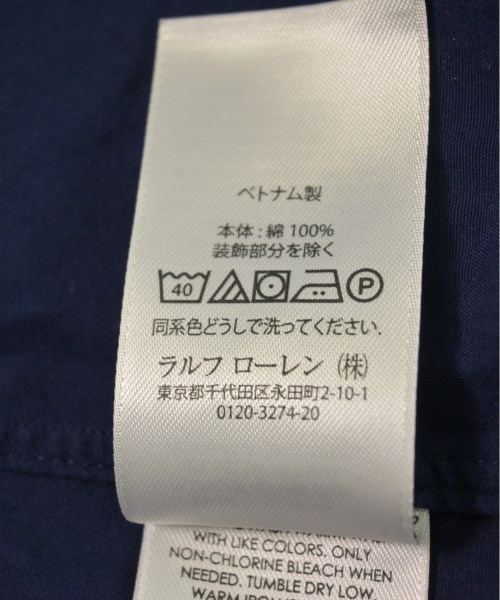 ベトナム製
本体 : 綿 100%
装飾部分を除く
40 P
同系色どうしで洗ってください.
ラルフ ローレン (株)
東京都千代田区永田町2-10-1
0120-3274-20
WITH LIKE COLORS. ONLY
NON-CHLORINE BLEACH WHEN
NEEDED. TUMBLE DRY LOW.